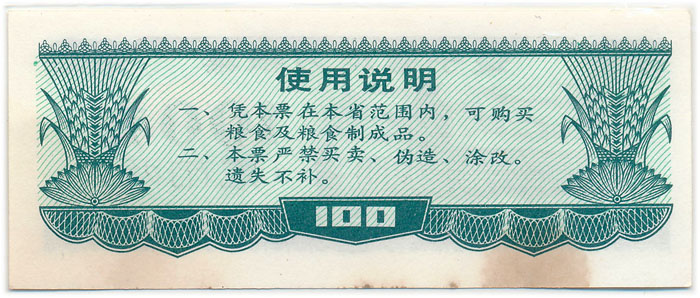 使用说明
一、凭本票在本省范围内，可购买
粮食及粮食制成品。
二、本票严禁买卖、伪造、涂改。
遗失不补。
100